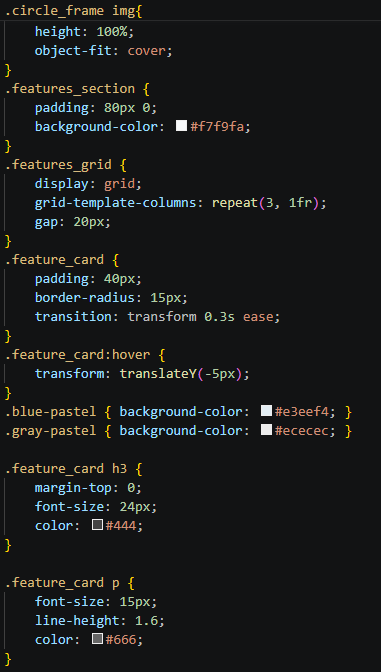 .circle_frame img{
    height: 100%;
    object-fit: cover;
}
.features_section {
    padding: 80px 0;
    background-color: #f7f9fa;
}
.features_grid {
    display: grid;
    grid-template-columns: repeat(3, 1fr);
    gap: 20px;
}
.feature_card {
    padding: 40px;
    border-radius: 15px;
    transition: transform 0.3s ease;
}
.feature_card:hover {
    transform: translateY(-5px);
}
.blue-pastel { background-color: #e3eef4; }
.gray-pastel { background-color: #ececec; }

.feature_card h3 {
    margin-top: 0;
    font-size: 24px;
    color: #444;
}

.feature_card p {
    font-size: 15px;
    line-height: 1.6;
    color: #666;
}